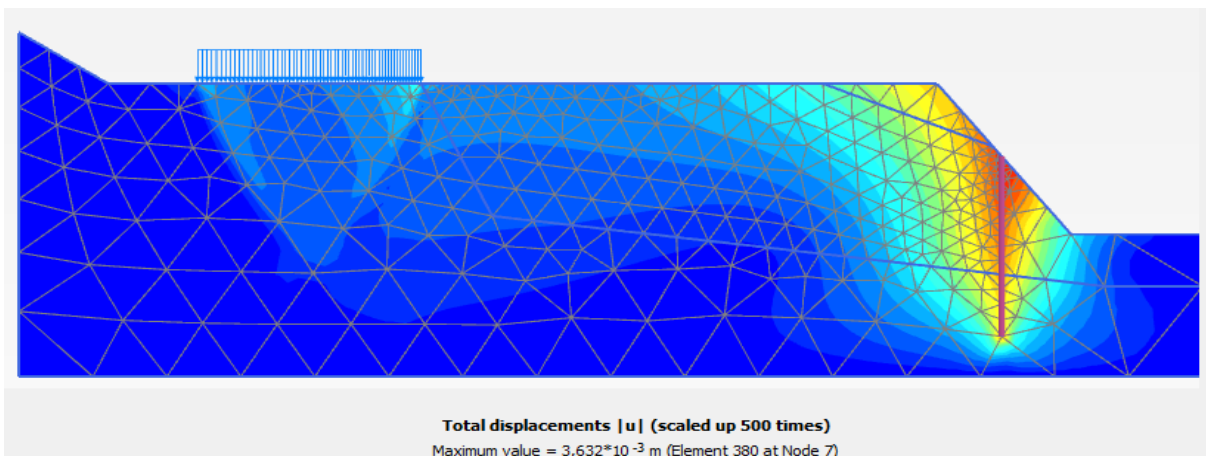 Total displacements |u| (scaled up 500 times)
Maximum value = 3,632*10 -3 m (Element 380 at Node 7)